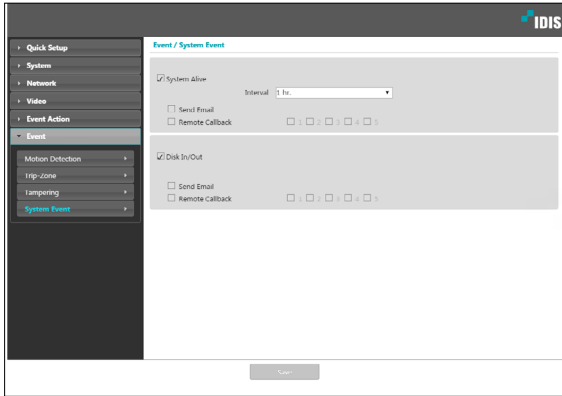 IDIS
Quick Setup
System
Network
Video
Event Action
Event
Motion Detection
Trip-Zone
Tampering
System Event
Event / System Event
System Alive
Interval 1 hr.
Send Email
Remote Callback 1 2 3 4 5
Disk In/Out
Send Email
Remote Callback 1 2 3 4 5